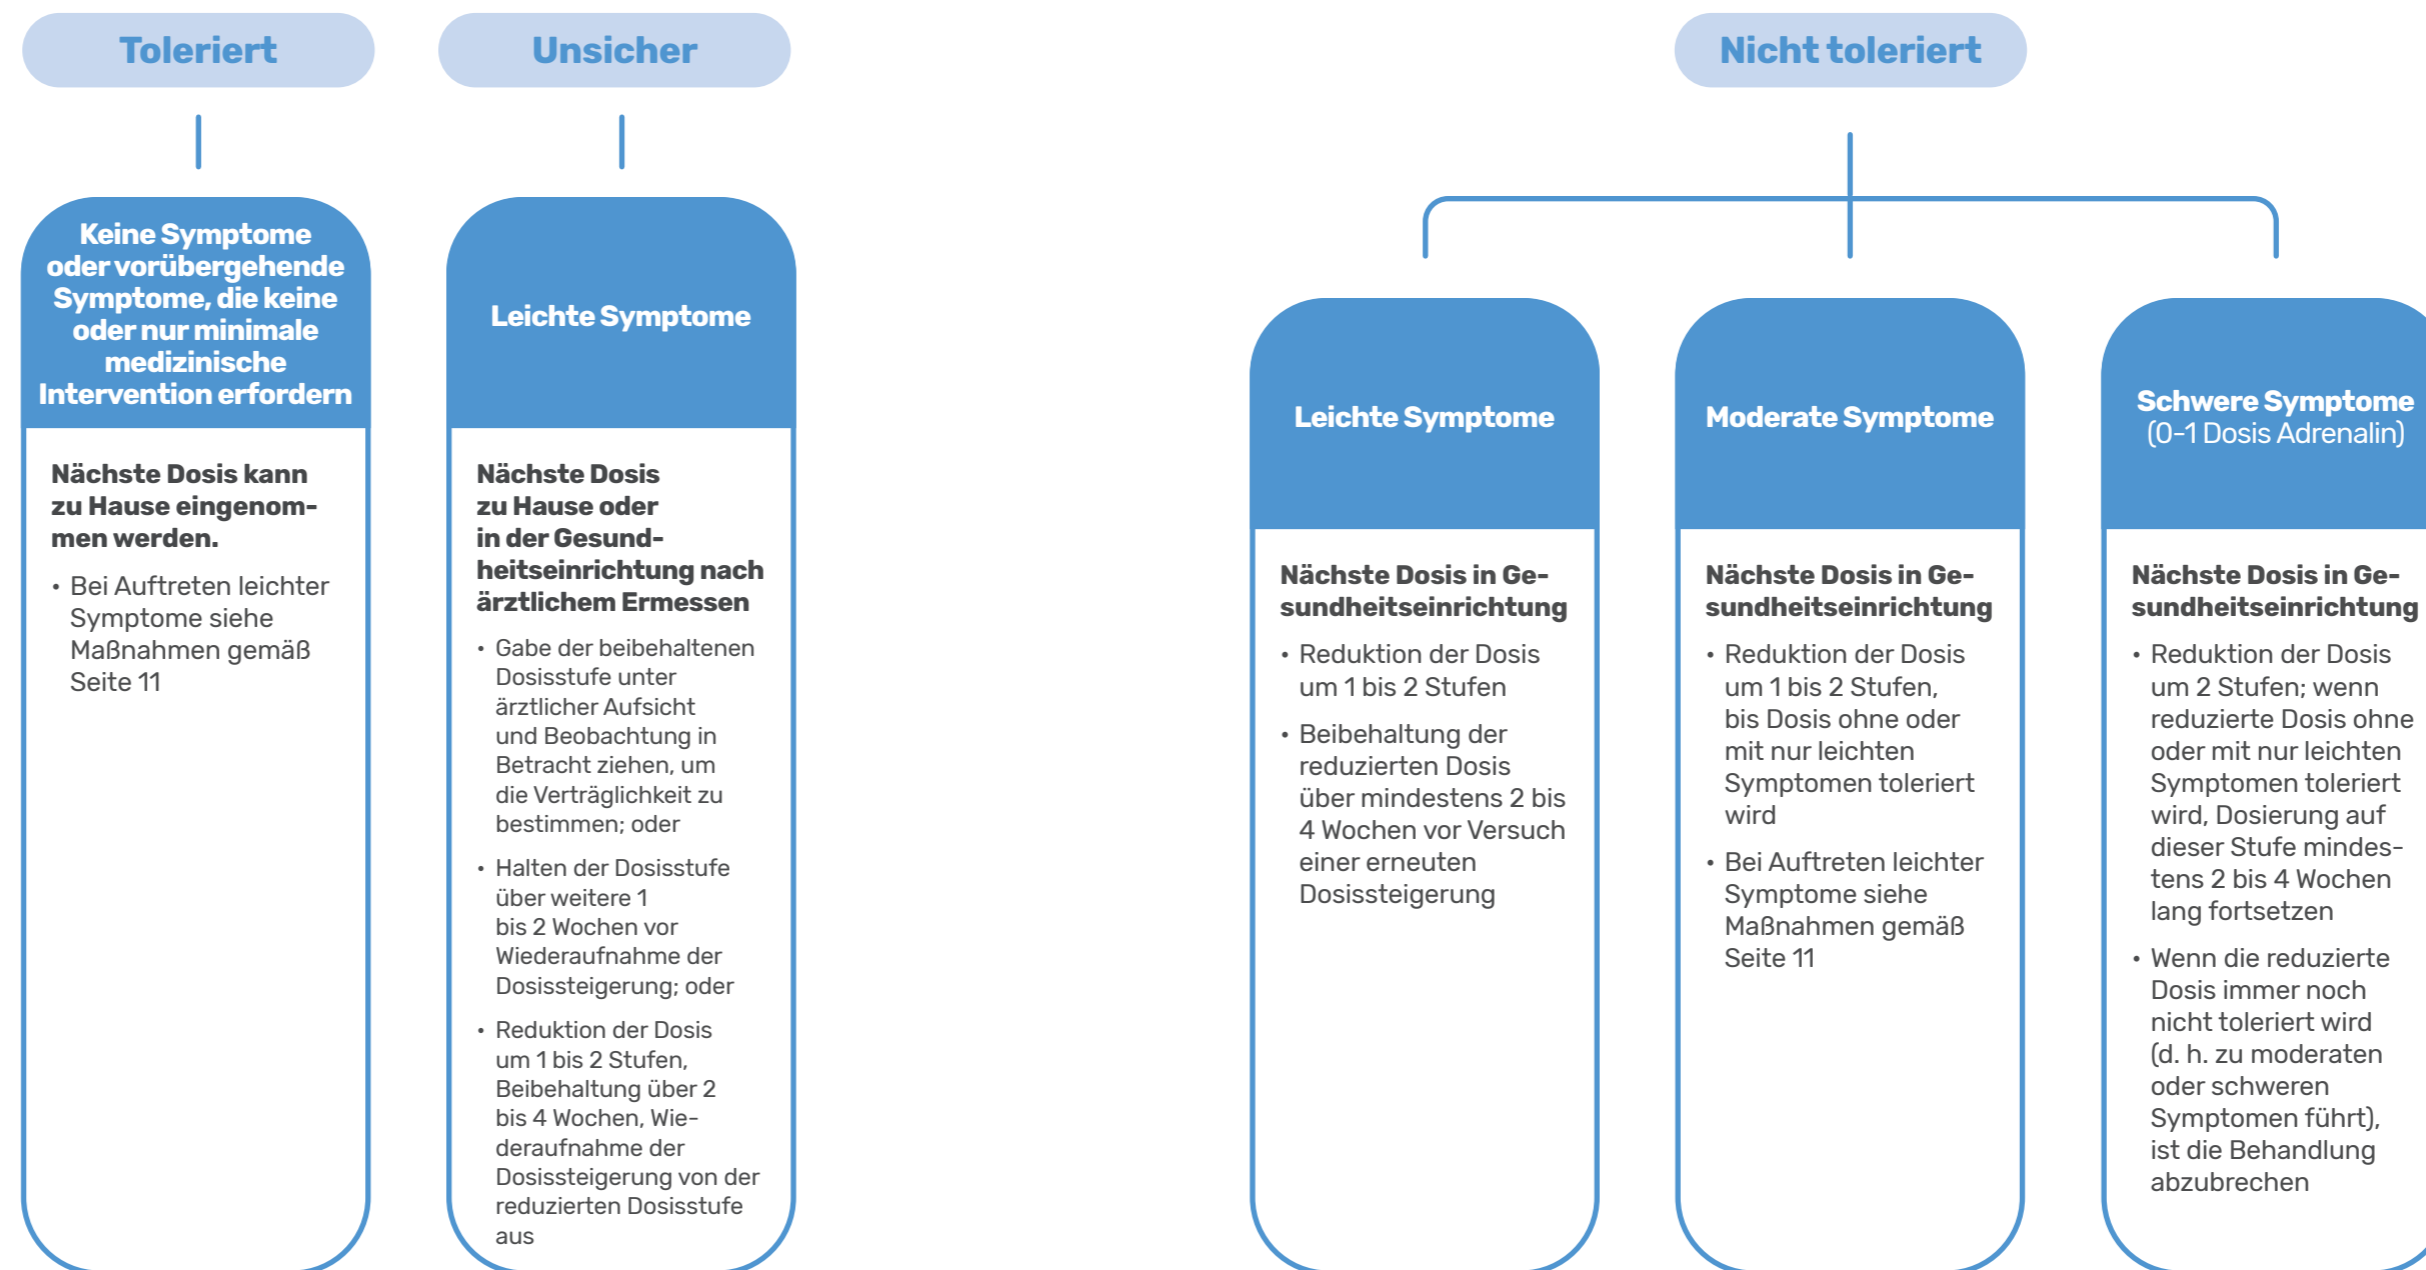 Toleriert
Keine Symptome
oder vorübergehende
Symptome, die keine
oder nur minimale
medizinische
Intervention erfordern
Nächste Dosis kann
zu Hause eingenom-
men werden.
• Bei Auftreten leichter
Symptome siehe
Maßnahmen gemäß
Seite 11
Unsicher
Leichte Symptome
Nächste Dosis
zu Hause oder
in der Gesund-
heitseinrichtung nach
ärztlichem Ermessen
• Gabe der beibehaltenen
Dosisstufe unter
ärztlicher Aufsicht
und Beobachtung in
Betracht ziehen, um
die Verträglichkeit zu
bestimmen; oder
• Halten der Dosisstufe
über weitere 1
bis 2 Wochen vor
Wiederaufnahme der
Dosissteigerung; oder
• Reduktion der Dosis
um 1 bis 2 Stufen,
Beibehaltung über 2
bis 4 Wochen, Wie-
deraufnahme der
Dosissteigerung von der
reduzierten Dosisstufe
aus
Nicht toleriert
Leichte Symptome
Nächste Dosis in Ge-
sundheitseinrichtung
• Reduktion der Dosis
um 1 bis 2 Stufen
• Beibehaltung der
reduzierten Dosis
über mindestens 2 bis
4 Wochen vor Versuch
einer erneuten
Dosissteigerung
Moderate Symptome
Nächste Dosis in Ge-
sundheitseinrichtung
• Reduktion der Dosis
um 1 bis 2 Stufen,
bis Dosis ohne oder
mit nur leichten
Symptomen toleriert
wird
• Bei Auftreten leichter
Symptome siehe
Maßnahmen gemäß
Seite 11
Schwere Symptome
(0-1 Dosis Adrenalin)
Nächste Dosis in Ge-
sundheitseinrichtung
• Reduktion der Dosis
um 2 Stufen; wenn
reduzierte Dosis ohne
oder mit nur leichten
Symptomen toleriert
wird, Dosierung auf
dieser Stufe mindes-
tens 2 bis 4 Wochen
lang fortsetzen
• Wenn die reduzierte
Dosis immer noch
nicht toleriert wird
(d. h. zu moderaten
oder schweren
Symptomen führt),
ist die Behandlung
abzubrechen